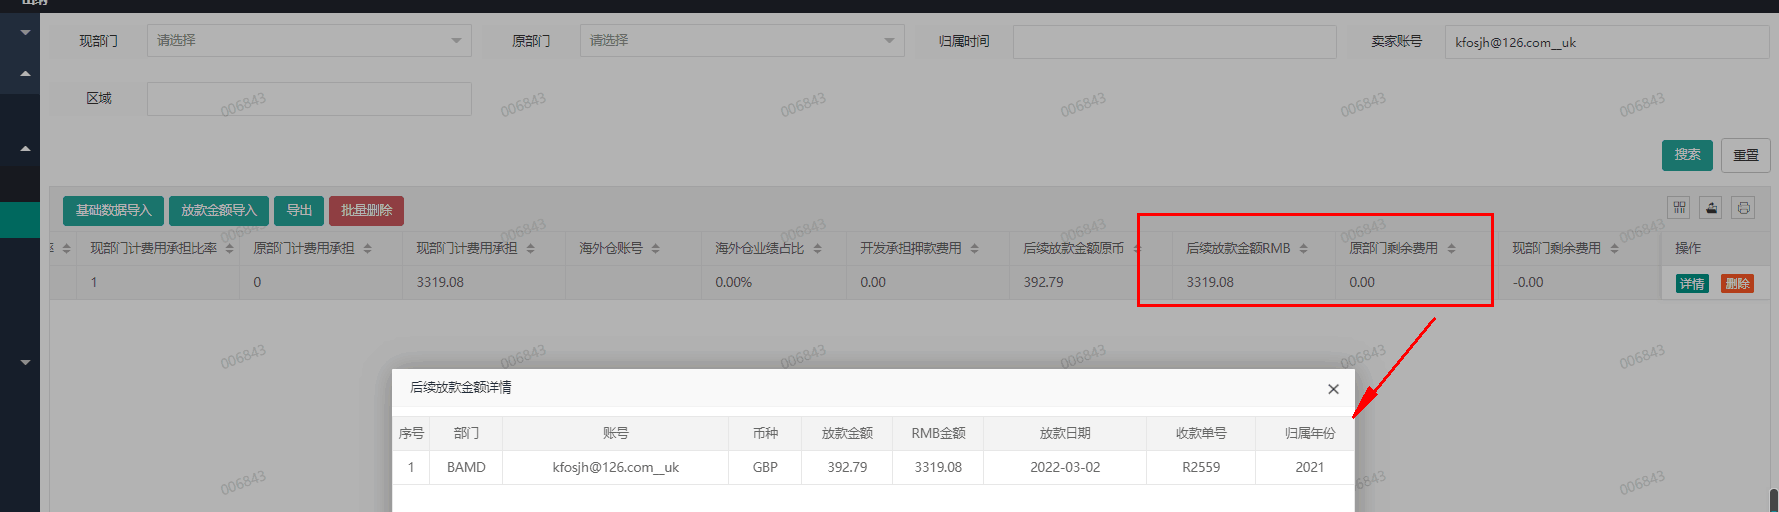 现部门 请选择 原部门 请选择 归属时间 卖家账号 kfosjh@126.com__uk
区域
006843 006843 006843 006843 006843 006843
搜索 重置
基础数据导入 放款金额导入 导出 批量删除
006843 006843 006843 006843 006843 006843
现部门计费用承担比率 原部门计费用承担 现部门计费用承担 海外仓账号 海外仓业绩占比 开发承担押款费用 后续放款金额原币 后续放款金额RMB 原部门剩余费用 现部门剩余费用 操作
1 0 3319.08 0.00% 0.00 392.79 3319.08 0.00 -0.00 详情 删除
006843 006843 006843 006843 006843 006843
后续放款金额详情
序号 部门 账号 币种 放款金额 RMB金额 放款日期 收款单号 归属年份
1 BAMD kfosjh@126.com__uk GBP 392.79 3319.08 2022-03-02 R2559 2021
006843 006843